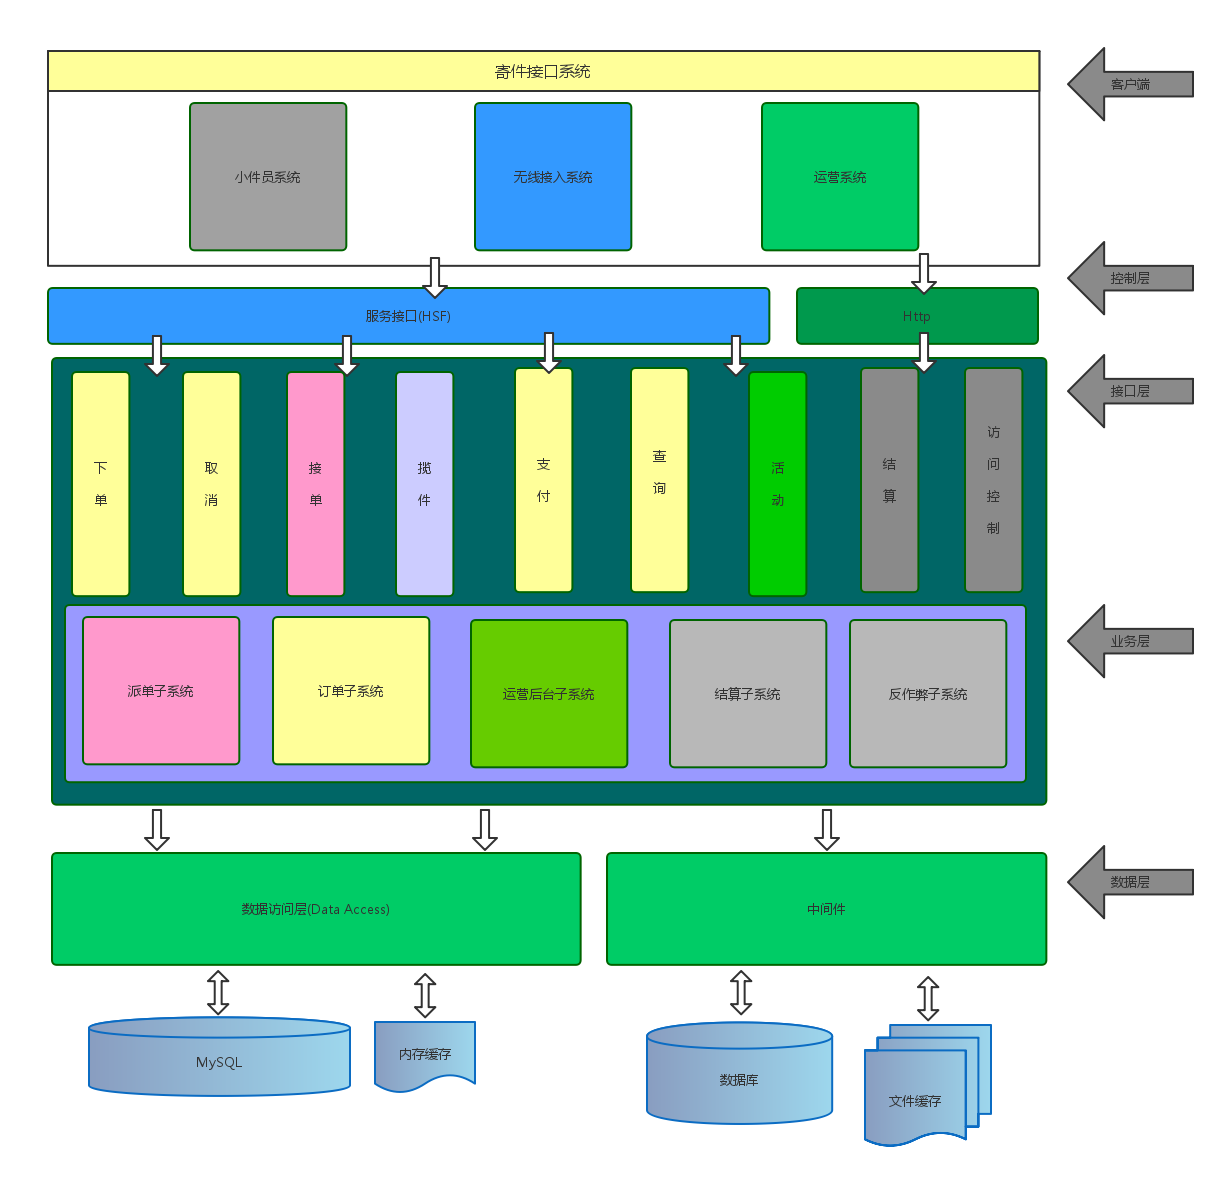 寄件接口系统
客户端
小件员系统
无线接入系统
运营系统
控制层
服务接口(HSF)
Http
接口层
下单
取消
接单
揽件
支付
查询
活动
结算
访问控制
业务层
派单子系统
订单子系统
运营后台子系统
结算子系统
反作弊子系统
数据层
数据访问层(Data Access)
中间件
MySQL
内存缓存
数据库
文件缓存